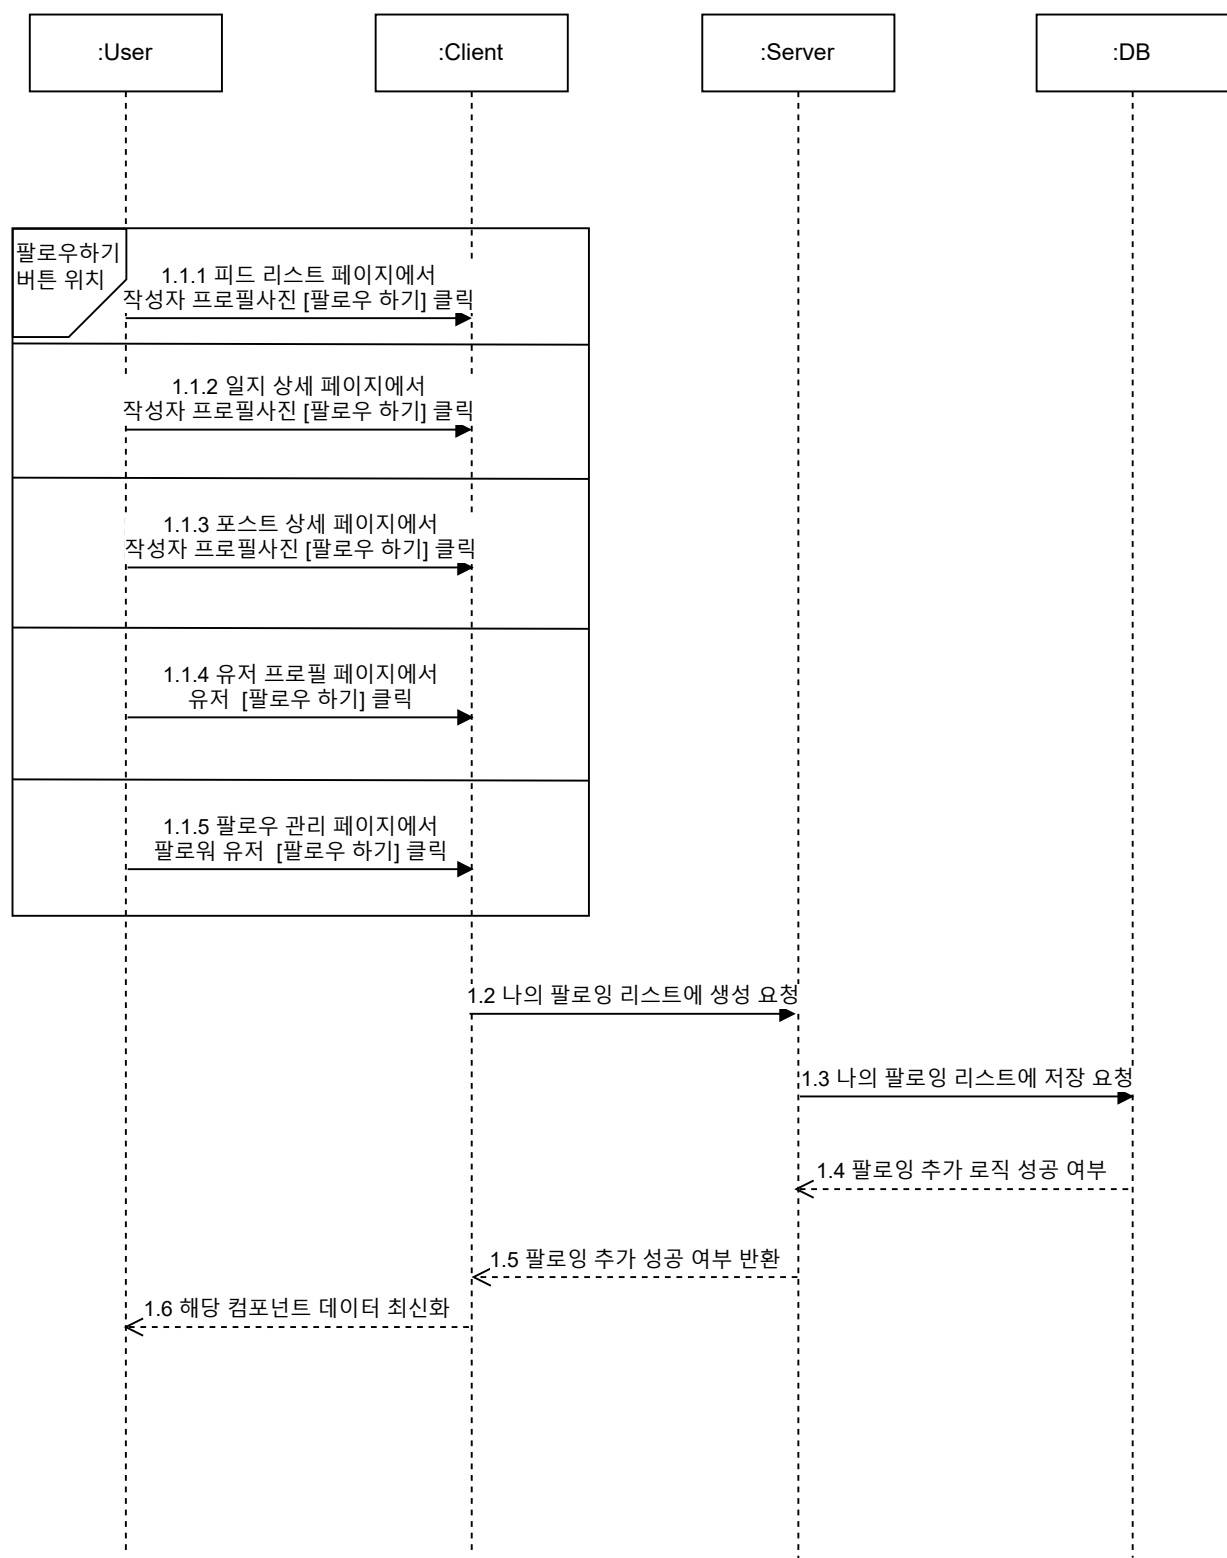 :User
:Client
:Server
:DB
팔로우하기
버튼 위치
1.1.1 피드 리스트 페이지에서
작성자 프로필사진 [팔로우 하기] 클릭
1.1.2 일지 상세 페이지에서
작성자 프로필사진 [팔로우 하기] 클릭
1.1.3 포스트 상세 페이지에서
작성자 프로필사진 [팔로우 하기] 클릭
1.1.4 유저 프로필 페이지에서
유저  [팔로우 하기] 클릭
1.1.5 팔로우 관리 페이지에서
팔로워 유저  [팔로우 하기] 클릭
1.2 나의 팔로잉 리스트에 생성 요청
1.3 나의 팔로잉 리스트에 저장 요청
1.4 팔로잉 추가 로직 성공 여부
1.5 팔로잉 추가 성공 여부 반환
1.6 해당 컴포넌트 데이터 최신화